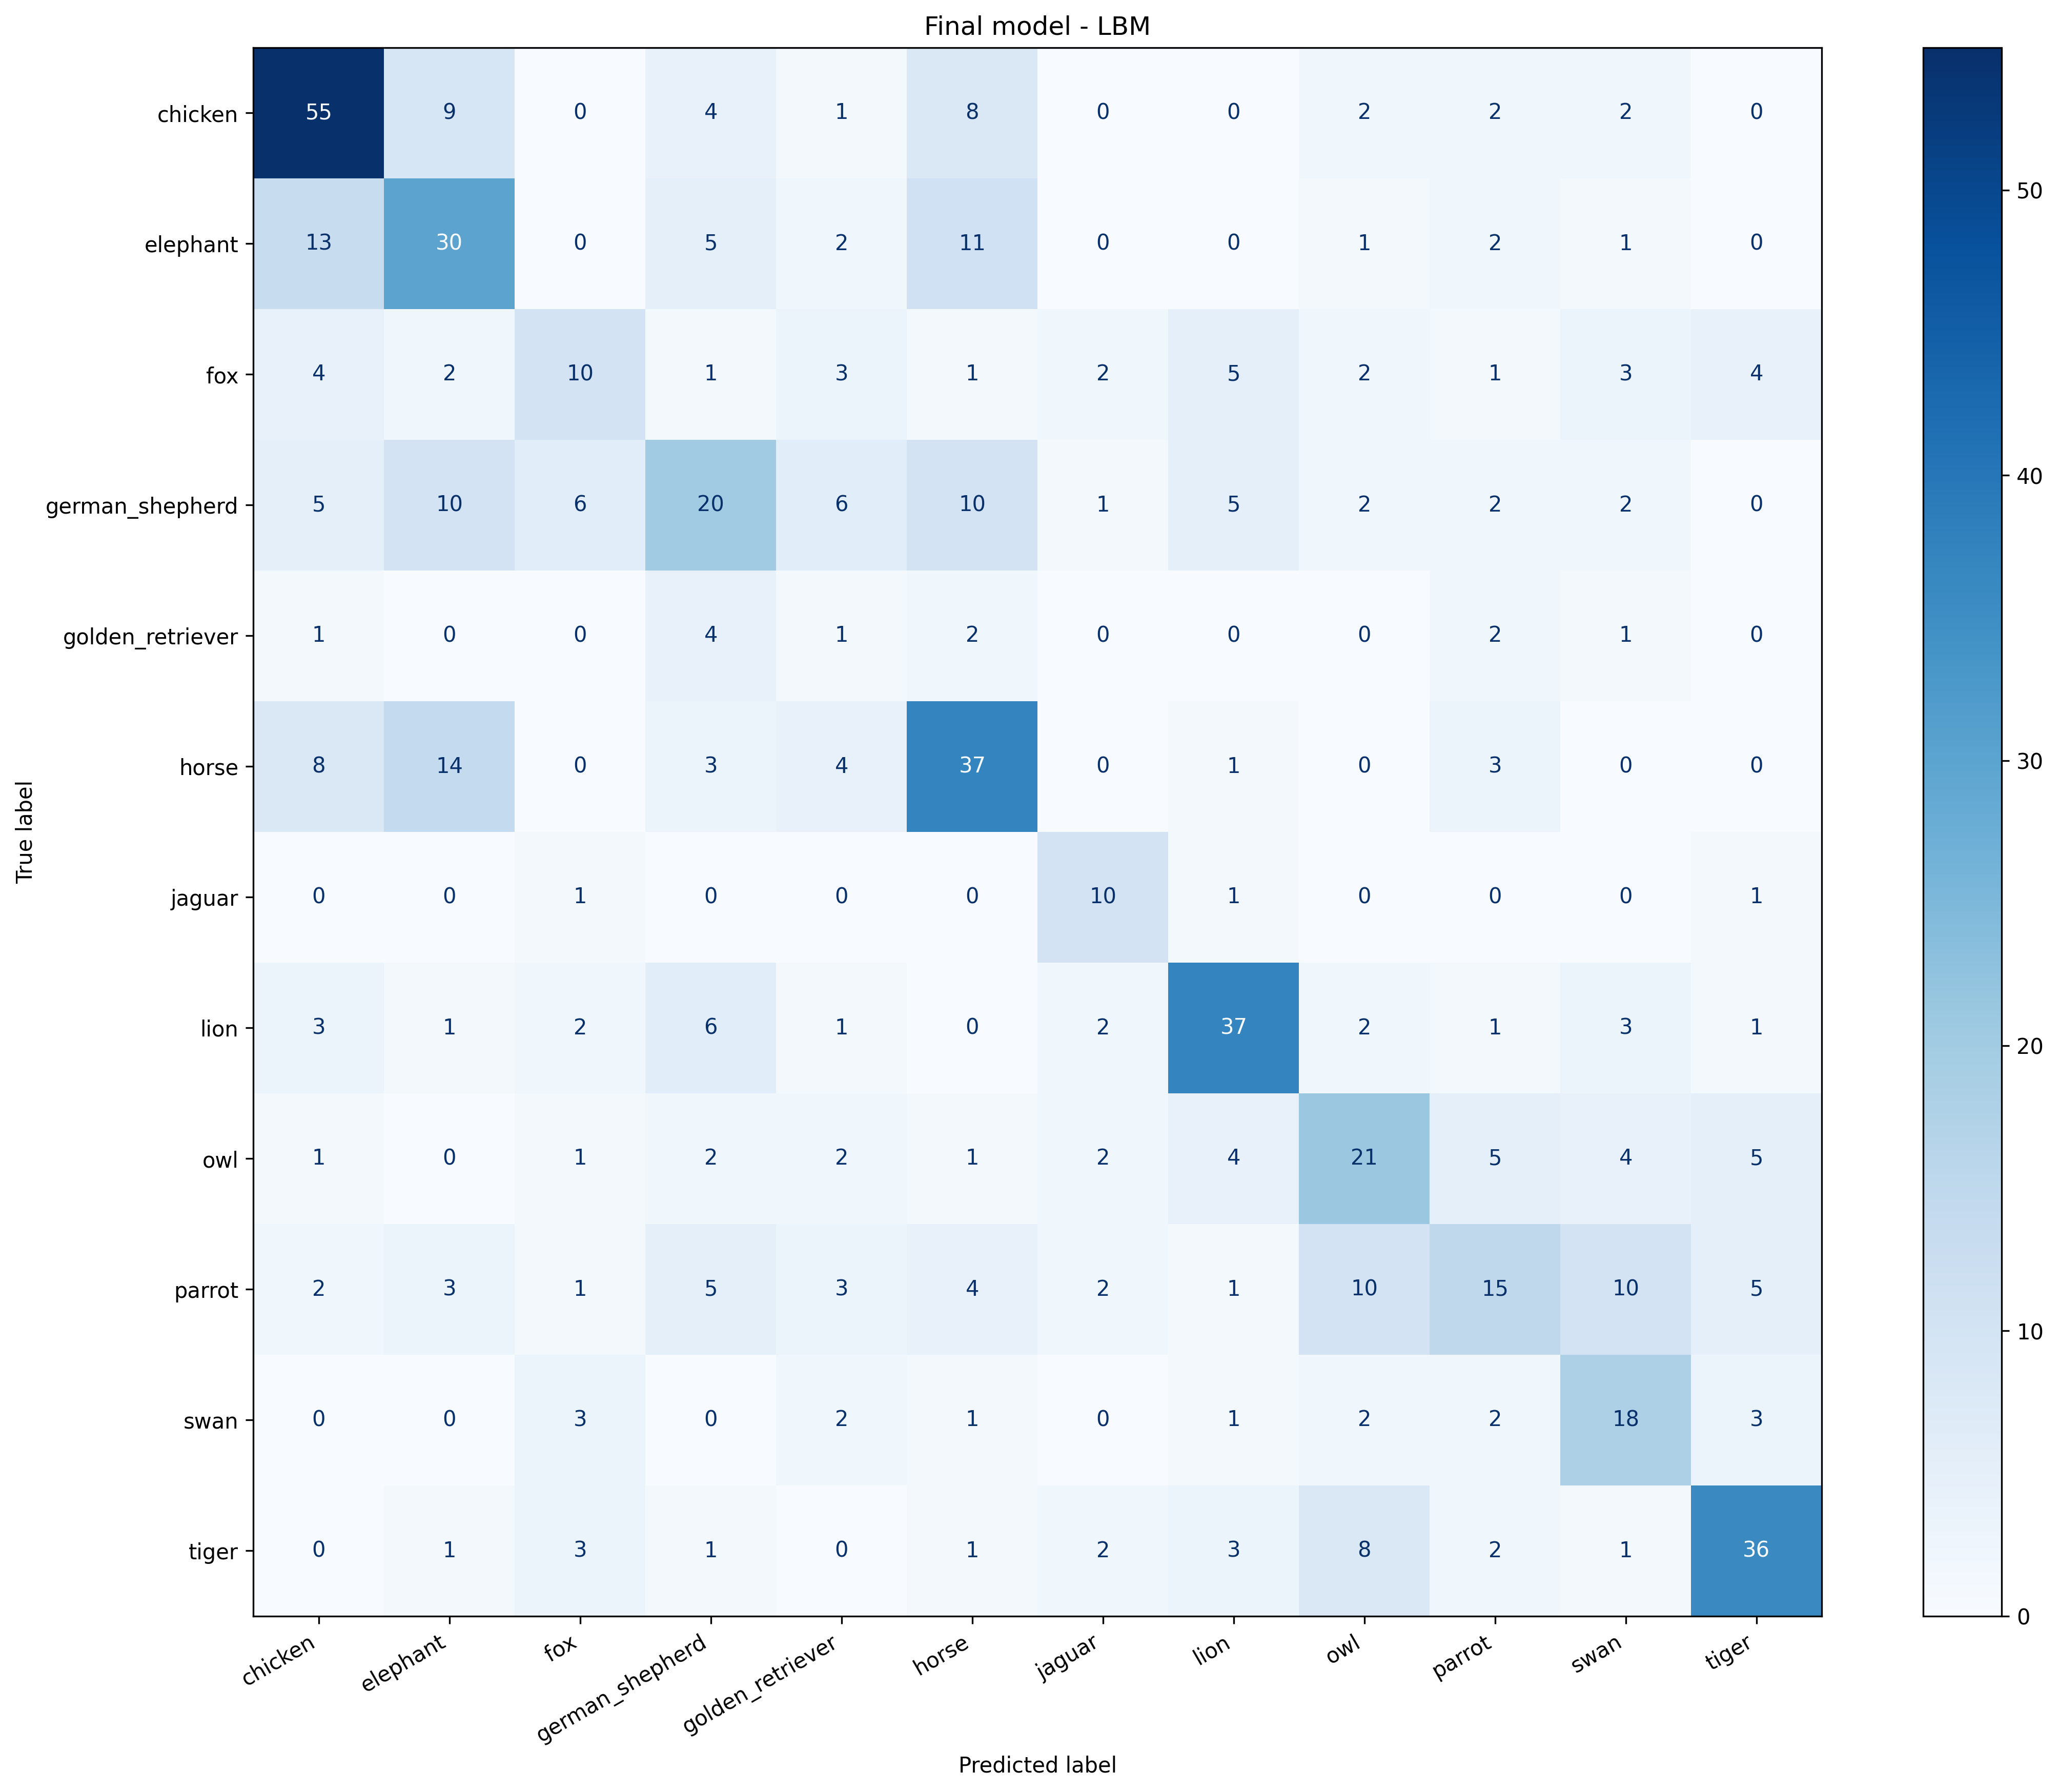 Final model - LBM
chicken 55 9 0 4 1 8 0 0 2 2 2 0
elephant 13 30 0 5 2 11 0 0 1 2 1 0
fox 4 2 10 1 3 1 2 5 2 1 3 4
german_shepherd 5 10 6 20 6 10 1 5 2 2 2 0
golden_retriever 1 0 0 4 1 2 0 0 0 2 1 0
horse 8 14 0 3 4 37 0 1 0 3 0 0
jaguar 0 0 1 0 0 0 10 1 0 0 0 1
lion 3 1 2 6 1 0 2 37 2 1 3 1
owl 1 0 1 2 2 1 2 4 21 5 4 5
parrot 2 3 1 5 3 4 2 1 10 15 10 5
swan 0 0 3 0 2 1 0 1 2 2 18 3
tiger 0 1 3 1 0 1 2 3 8 2 1 36
chicken elephant fox german_shepherd golden_retriever horse jaguar lion owl parrot swan tiger
Predicted label
True label
50
40
30
20
10
0